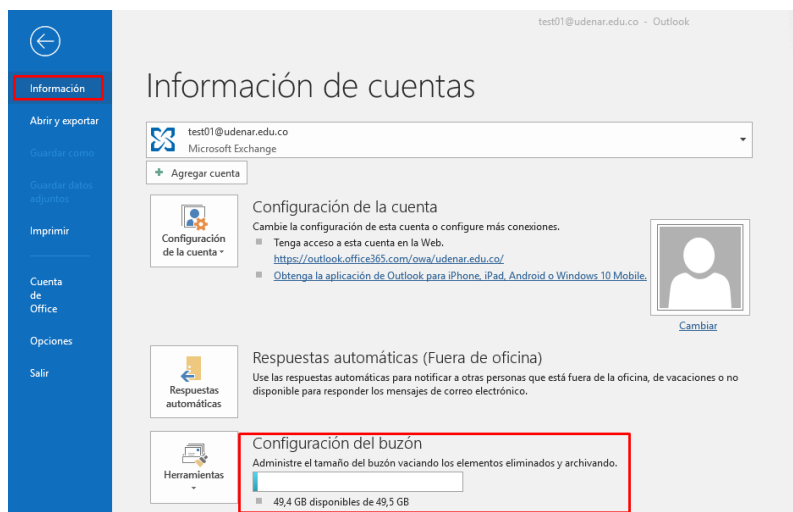 test01@udenar.edu.co - Outlook
Información
Abrir y exportar
Guardar como
Guardar datos
adjuntos
Imprimir
Cuenta
de
Office
Opciones
Salir
Información de cuentas
test01@udenar.edu.co
Microsoft Exchange
Agregar cuenta
Configuración
de la cuenta
Configuración de la cuenta
Cambie la configuración de esta cuenta o configure más conexiones.
Tenga acceso a esta cuenta en la Web.
https://outlook.office365.com/owa/udenar.edu.co/
Obtenga la aplicación de Outlook para iPhone, iPad, Android o Windows 10 Mobile.
Cambiar
Respuestas
automáticas
Respuestas automáticas (Fuera de oficina)
Use las respuestas automáticas para notificar a otras personas que está fuera de la oficina, de vacaciones o no
disponible para responder los mensajes de correo electrónico.
Herramientas
Configuración del buzón
Administre el tamaño del buzón vaciando los elementos eliminados y archivando.
49,4 GB disponibles de 49,5 GB